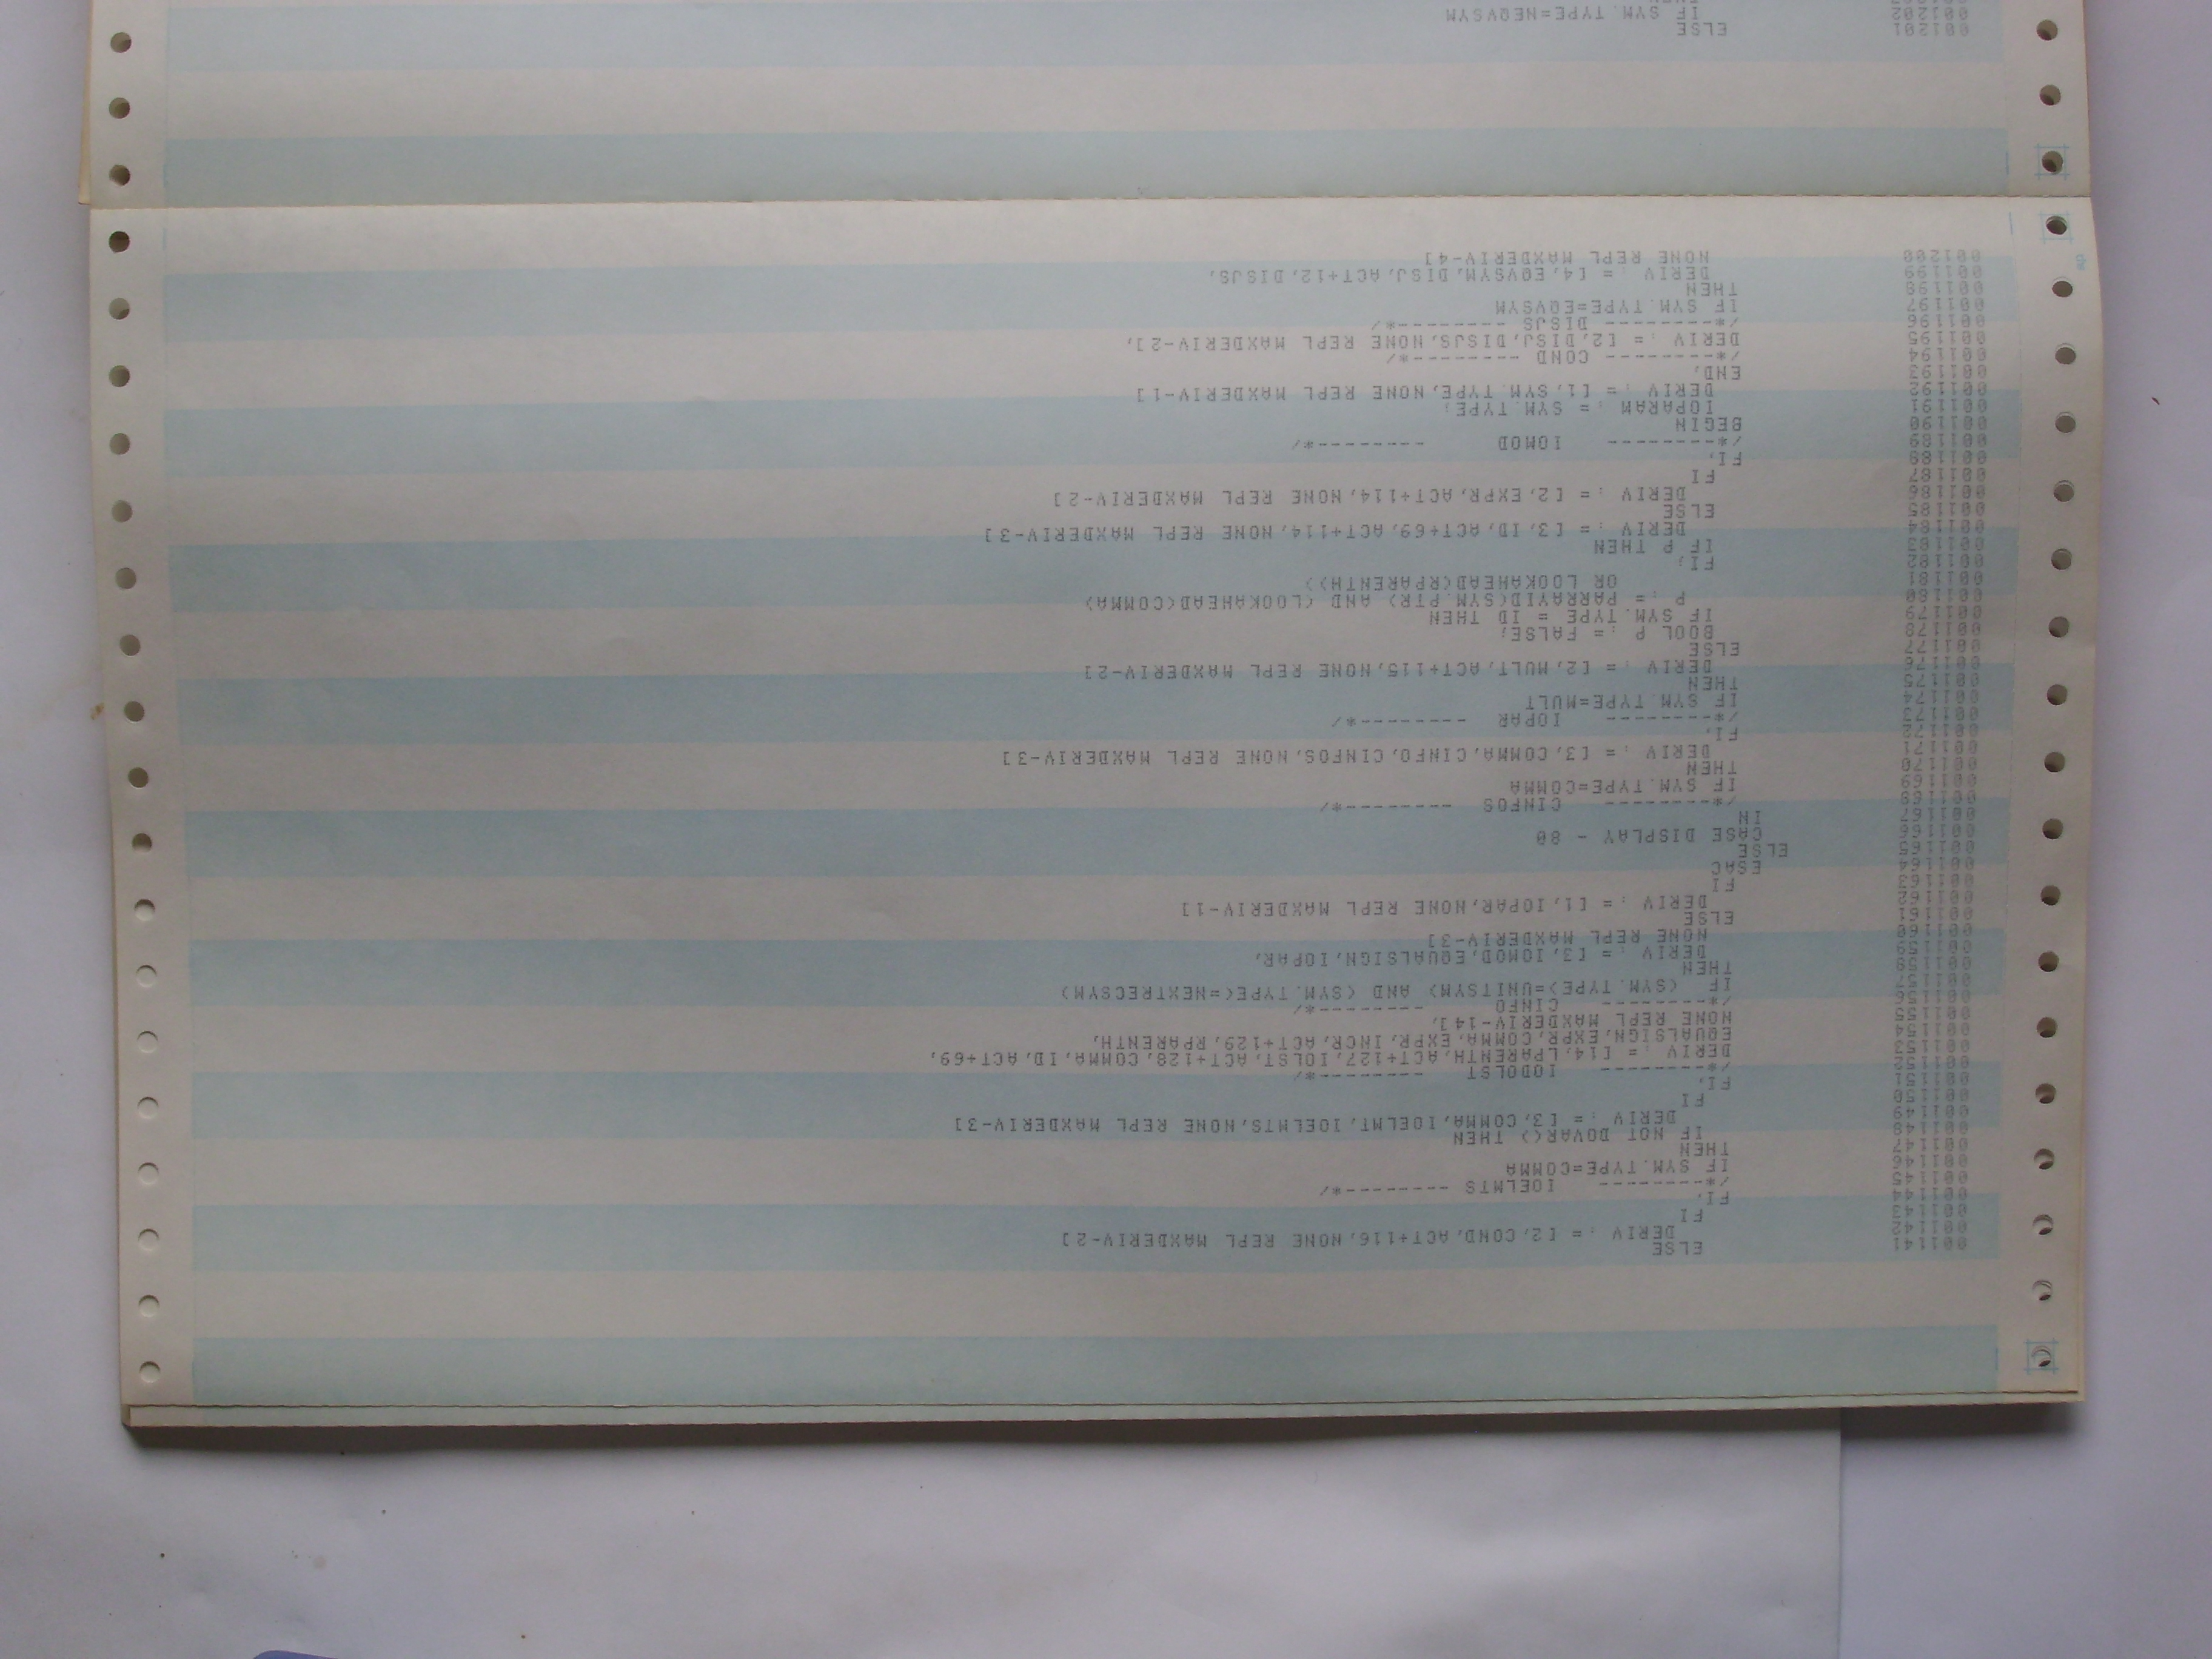 001141 ELSE
001142 DERIV := [2,COND,ACT+116,NONE REPL MAXDERIV-2]
001143 FI
001144 FI,
001145 /*--------- IOELMTS ---------*/
001146 IF SYM.TYPE=COMMA
001147 THEN
001148 IF NOT DOVAR() THEN
001149 DERIV := [3,COMMA,IOELMT,IOELMTS,NONE REPL MAXDERIV-3]
001150 FI
001151 FI,
001152 /*--------- IODOLST ---------*/
001153 DERIV := [14,LPARENTH,ACT+127,IOLST,ACT+128,COMMA,ID,ACT+69,
001154 EQUALSIGN,EXPR,COMMA,EXPR,INCR,ACT+129,RPARENTH,
001155 NONE REPL MAXDERIV-14],
001156 /*--------- CINFO ---------*/
001157 IF (SYM.TYPE>=UNITSYM) AND (SYM.TYPE<=NEXTRECSYM)
001158 THEN
001159 DERIV := [3,IOMOD,EQUALSIGN,IOPAR,
001160 NONE REPL MAXDERIV-3]
001161 ELSE
001162 DERIV := [1,IOPAR,NONE REPL MAXDERIV-1]
001163 FI
001164 ESAC
001165 ELSE
001166 CASE DISPLAY - 80
001167 IN
001168 /*--------- CINFOS ---------*/
001169 IF SYM.TYPE=COMMA
001170 THEN
001171 DERIV := [3,COMMA,CINFO,CINFOS,NONE REPL MAXDERIV-3]
001172 FI,
001173 /*--------- IOPAR ---------*/
001174 IF SYM.TYPE=MULT
001175 THEN
001176 DERIV := [2,MULT,ACT+115,NONE REPL MAXDERIV-2]
001177 ELSE
001178 BOOL P := FALSE;
001179 IF SYM.TYPE = ID THEN
001180 P := PARRAYID(SYM.PTR) AND (LOOKAHEAD(COMMA)
001181 OR LOOKAHEAD(RPARENTH))
001182 FI;
001183 IF P THEN
001184 DERIV := [3,ID,ACT+69,ACT+114,NONE REPL MAXDERIV-3]
001185 ELSE
001186 DERIV := [2,EXPR,ACT+114,NONE REPL MAXDERIV-2]
001187 FI
001188 FI,
001189 /*--------- IOMOD ---------*/
001190 BEGIN
001191 IOPARAM := SYM.TYPE;
001192 DERIV := [1,SYM.TYPE,NONE REPL MAXDERIV-1]
001193 END,
001194 /*--------- COND ---------*/
001195 DERIV := [2,DISJ,DISJS,NONE REPL MAXDERIV-2],
001196 /*--------- DISJS ---------*/
001197 IF SYM.TYPE=EQVSYM
001198 THEN
001199 DERIV := [4,EQVSYM,DISJ,ACT+12,DISJS,
001200 NONE REPL MAXDERIV-4]
001201 ELSE
001202 IF SYM.TYPE=NEQVSYM